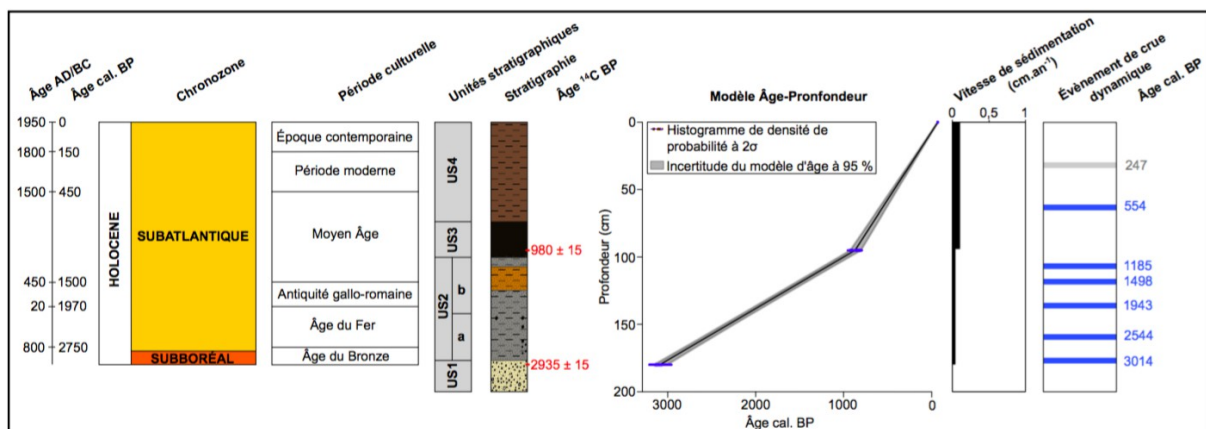 Âge AD/BC
Âge cal. BP
Chronozone
Période culturelle
Unités stratigraphiques
Stratigraphie
Âge ¹⁴C BP
1950
0
1800
150
1500
450
450
1500
20
1970
800
2750
HOLOCENE
SUBATLANTIQUE
SUBBORÉAL
Époque contemporaine
Période moderne
Moyen Âge
Antiquité gallo-romaine
Âge du Fer
Âge du Bronze
US4
US3
US2
b
a
US1
980 ± 15
2935 ± 15
Modèle Âge-Pronfondeur
Histogramme de densité de
probabilité à 2σ
Incertitude du modèle d'âge à 95 %
Profondeur (cm)
0
50
100
150
200
3000
2000
1000
0
Âge cal. BP
Vitesse de sédimentation
(cm.an⁻¹)
0
0,5
1
Évènement de crue
dynamique
Âge cal. BP
247
554
1185
1498
1943
2544
3014